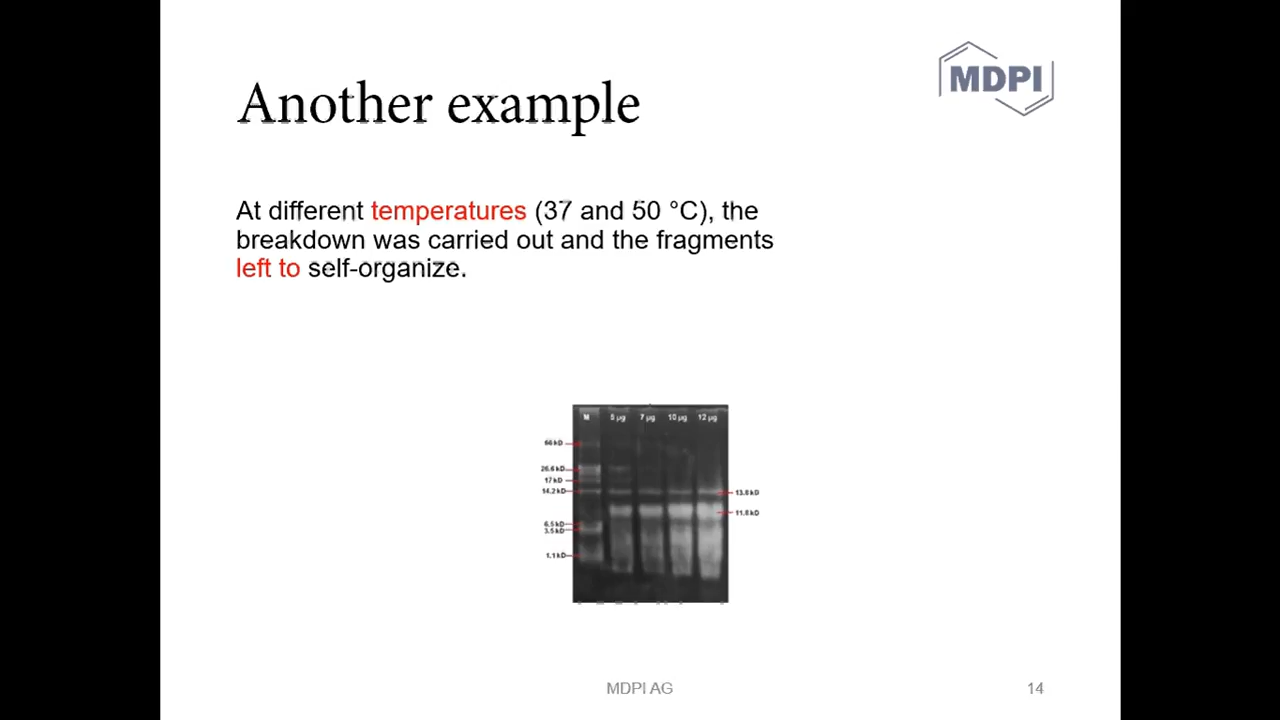 MDPI
Another example
At different temperatures (37 and 50 °C), the
breakdown was carried out and the fragments
left to self-organize.
M 5 µg 7 µg 10 µg 12 µg
66 kD
26.6 kD
17 kD
14.2 kD
13.8 kD
11.8 kD
6.5 kD
3.5 kD
1.1 kD
MDPI AG
14